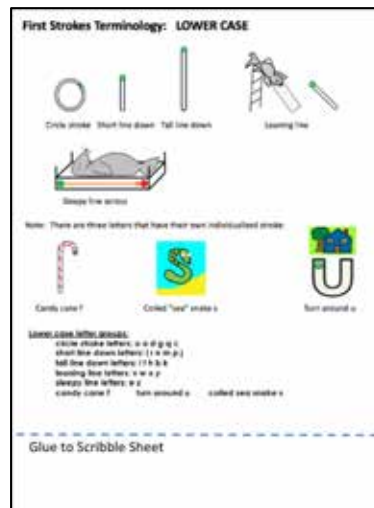 First Strokes Terminology: LOWER CASE
Circle stroke Short line down Tall line down Leaning line
Sleepy line across
Note: There are three letters that have their own individualized stroke
Candy cane f Coiled "sea" snake s Turn around u
Lower case letter groups:
circle stroke letters: o a d g q c
short line down letters: i r n m p j
tall line down letters: l t h b k
leaning line letters: v w x y
sleepy line letters: e z
candy cane f turn around u coiled sea snake s
Glue to Scribble Sheet